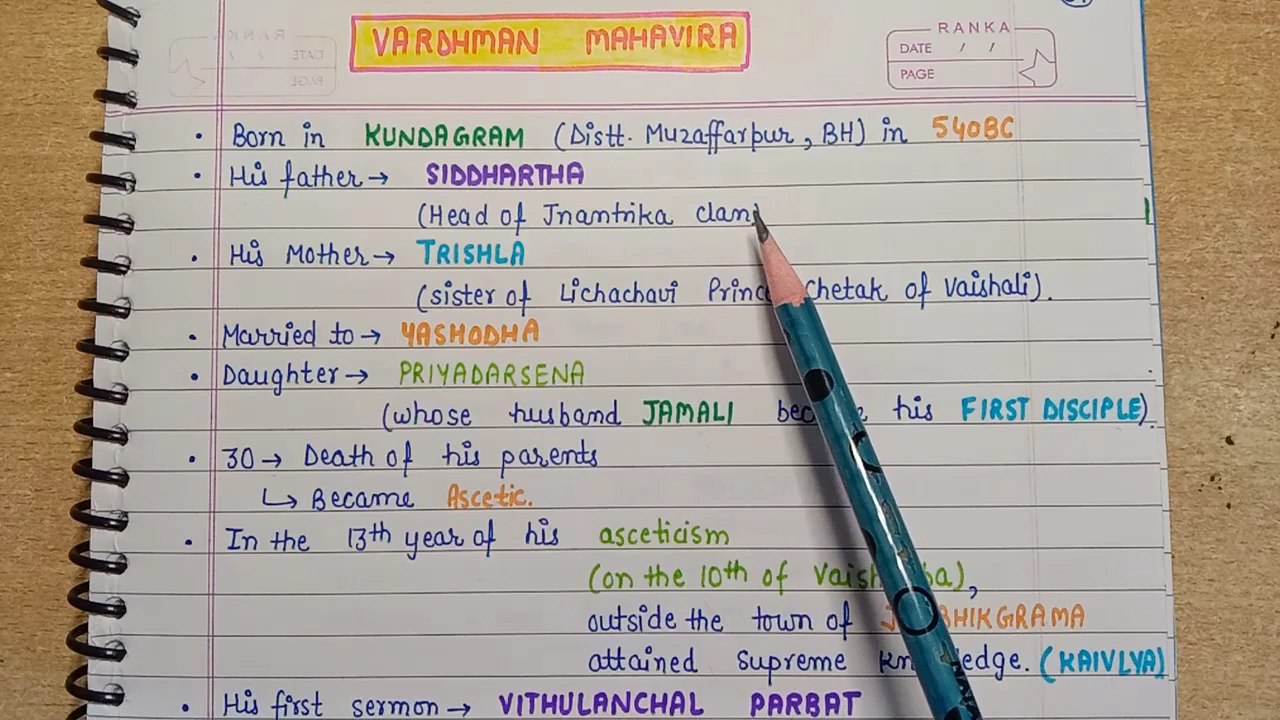 VARDHMAN MAHAVIRA
RANKA
DATE / /
PAGE
• Born in KUNDAGRAM (Distt. Muzaffarpur, BH) in 540BC
• His father → SIDDHARTHA
(Head of Jnantrika clan)
• His Mother → TRISHLA
(sister of Lichachavi Prince Chetak of Vaishali).
• Married to → YASHODHA
• Daughter → PRIYADARSENA
(whose husband JAMALI his FIRST DISCIPLE).
• 30 → Death of his parents
↳ Became Ascetic.
• In the 13th year of his asceticism
(on the 10th of
outside the town of
attained Supreme knowledge. (KAIVLYA)
• His first sermon → VITHULANCHAL PARBAT